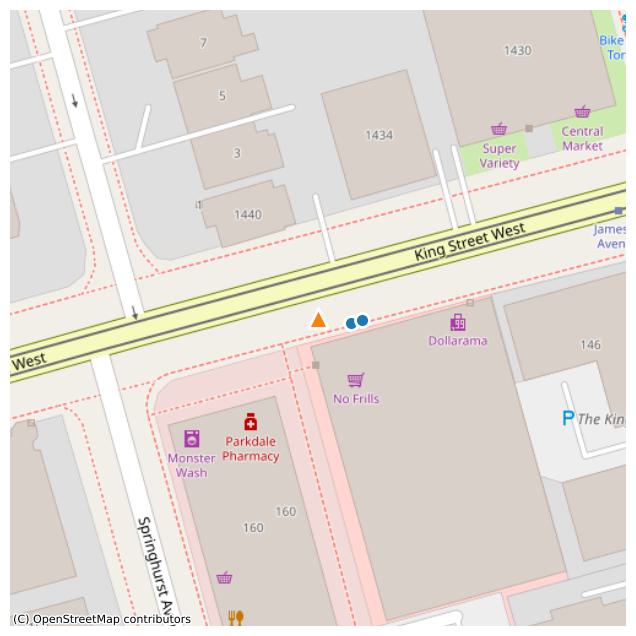 7
1430
Bike
Tor
5
1434
Super
Variety
Central
Market
3
1440
King Street West
James
Aven
West
Dollarama
146
No Frills
P The King
Parkdale
Pharmacy
Monster
Wash
160
160
Springhurst Av
(C) OpenStreetMap contributors